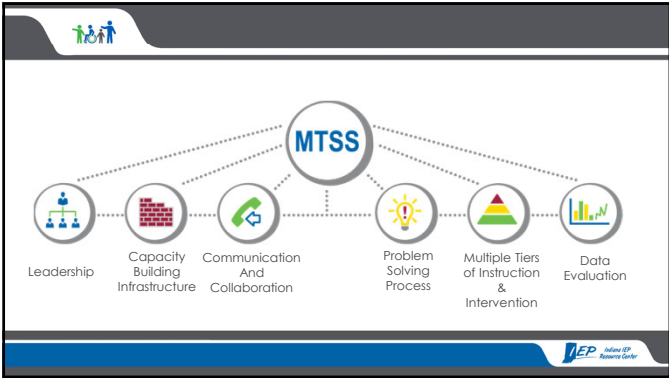 MTSS
Leadership
Capacity
Building
Infrastructure
Communication
And
Collaboration
Problem
Solving
Process
Multiple Tiers
of Instruction
&
Intervention
Data
Evaluation
IEP Indiana IEP
Resource Center